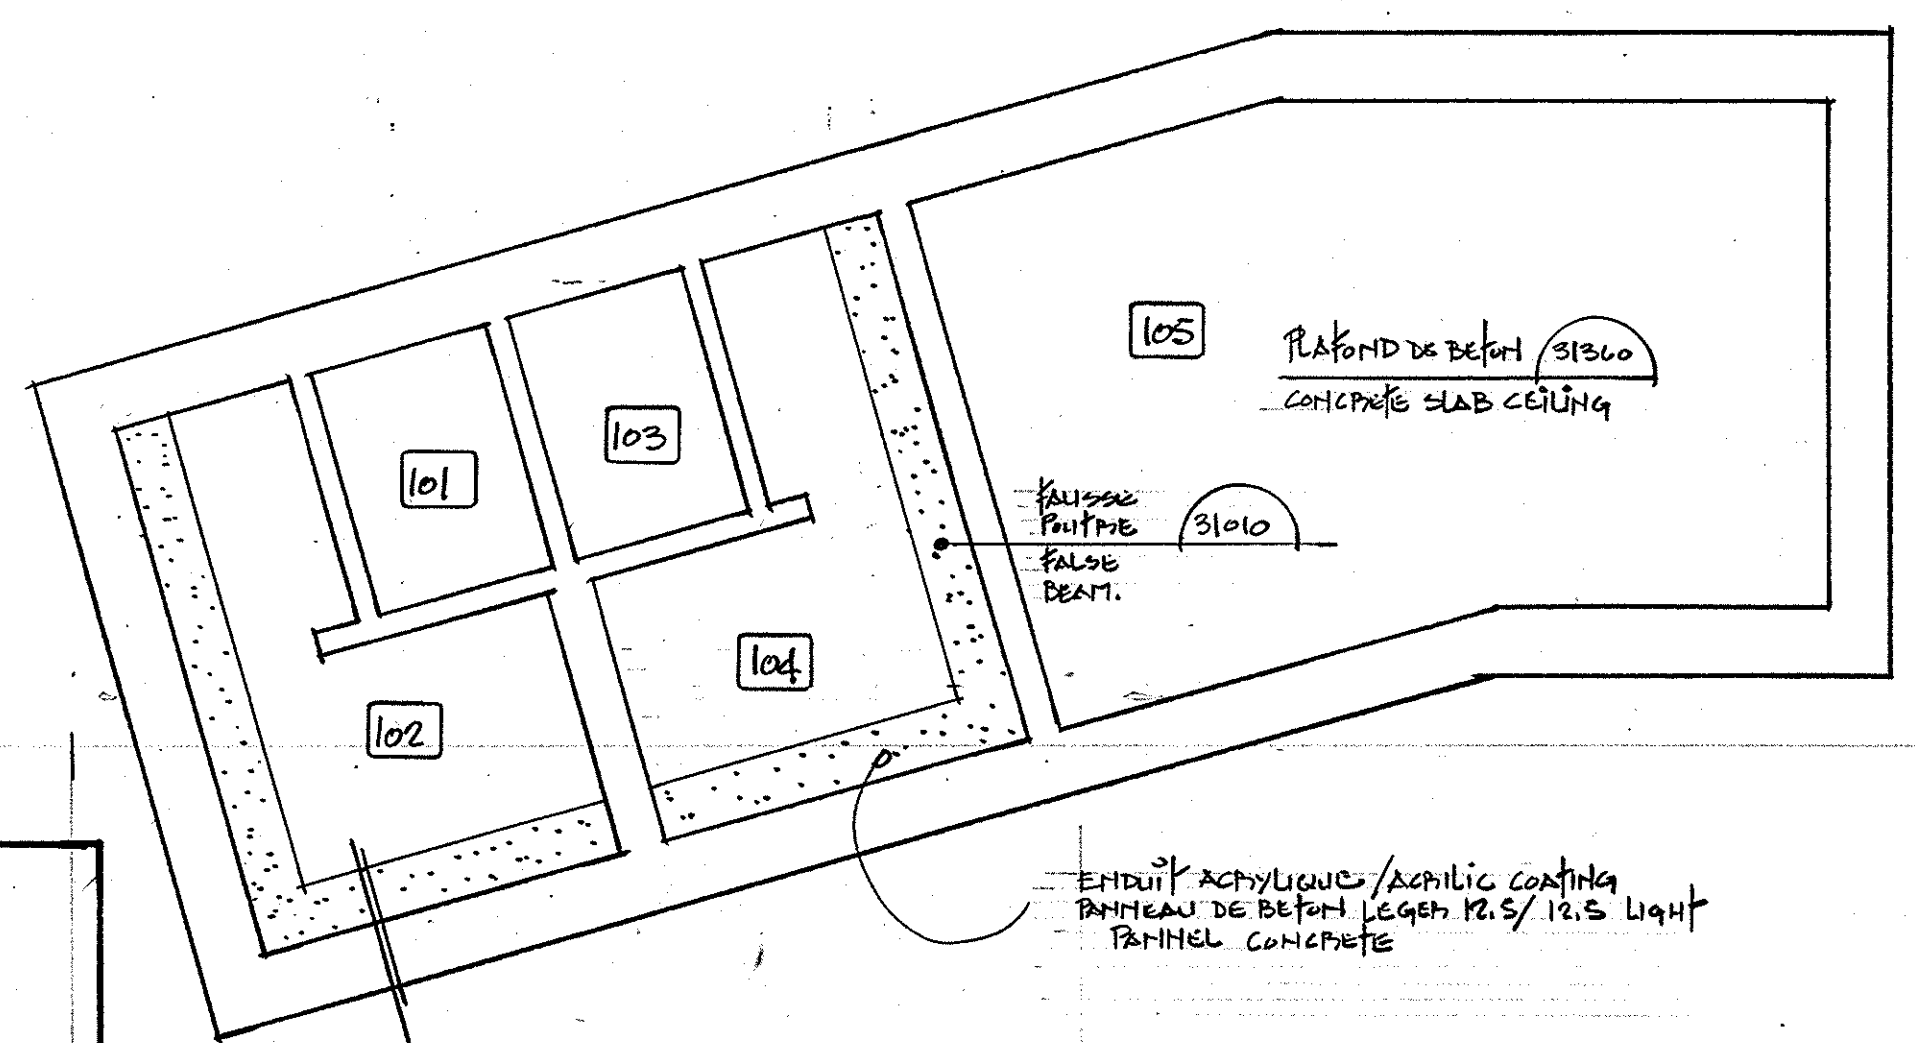 105
PLAFOND DE BETON 31360
CONCRETE SLAB CEILING
103
101
FAUSSE
POUTRE 31010
FALSE
BEAM.
104
102
ENDUIT ACRYLIQUE / ACRILIC COATING
PANNEAU DE BETON LEGER 12.5 / 12.5 LIGHT
PANNEL CONCRETE